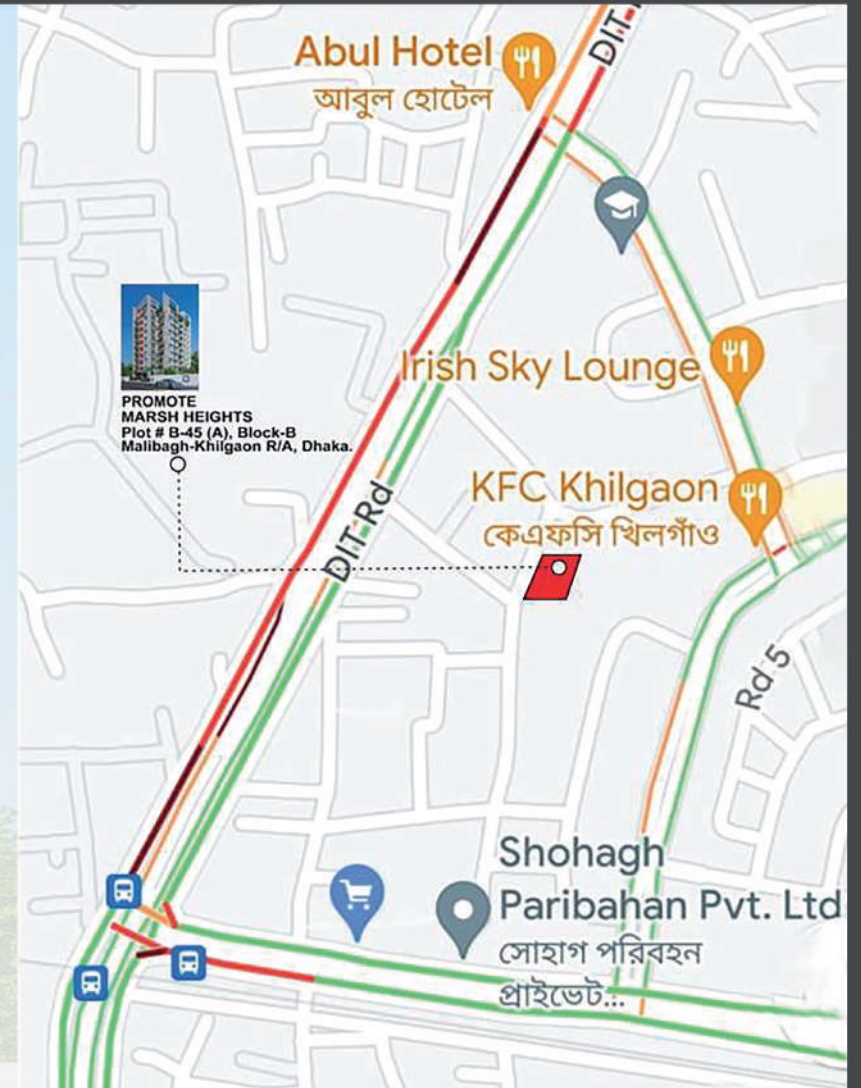 DIT
Abul Hotel
আবুল হোটেল
Irish Sky Lounge
PROMOTE
MARSH HEIGHTS
Plot # B-45 (A), Block-B
Malibagh-Khilgaon R/A, Dhaka.
KFC Khilgaon
কেএফসি খিলগাঁও
DIT Rd
Rd 5
Shohagh
Paribahan Pvt. Ltd
সোহাগ পরিবহন
প্রাইভেট...